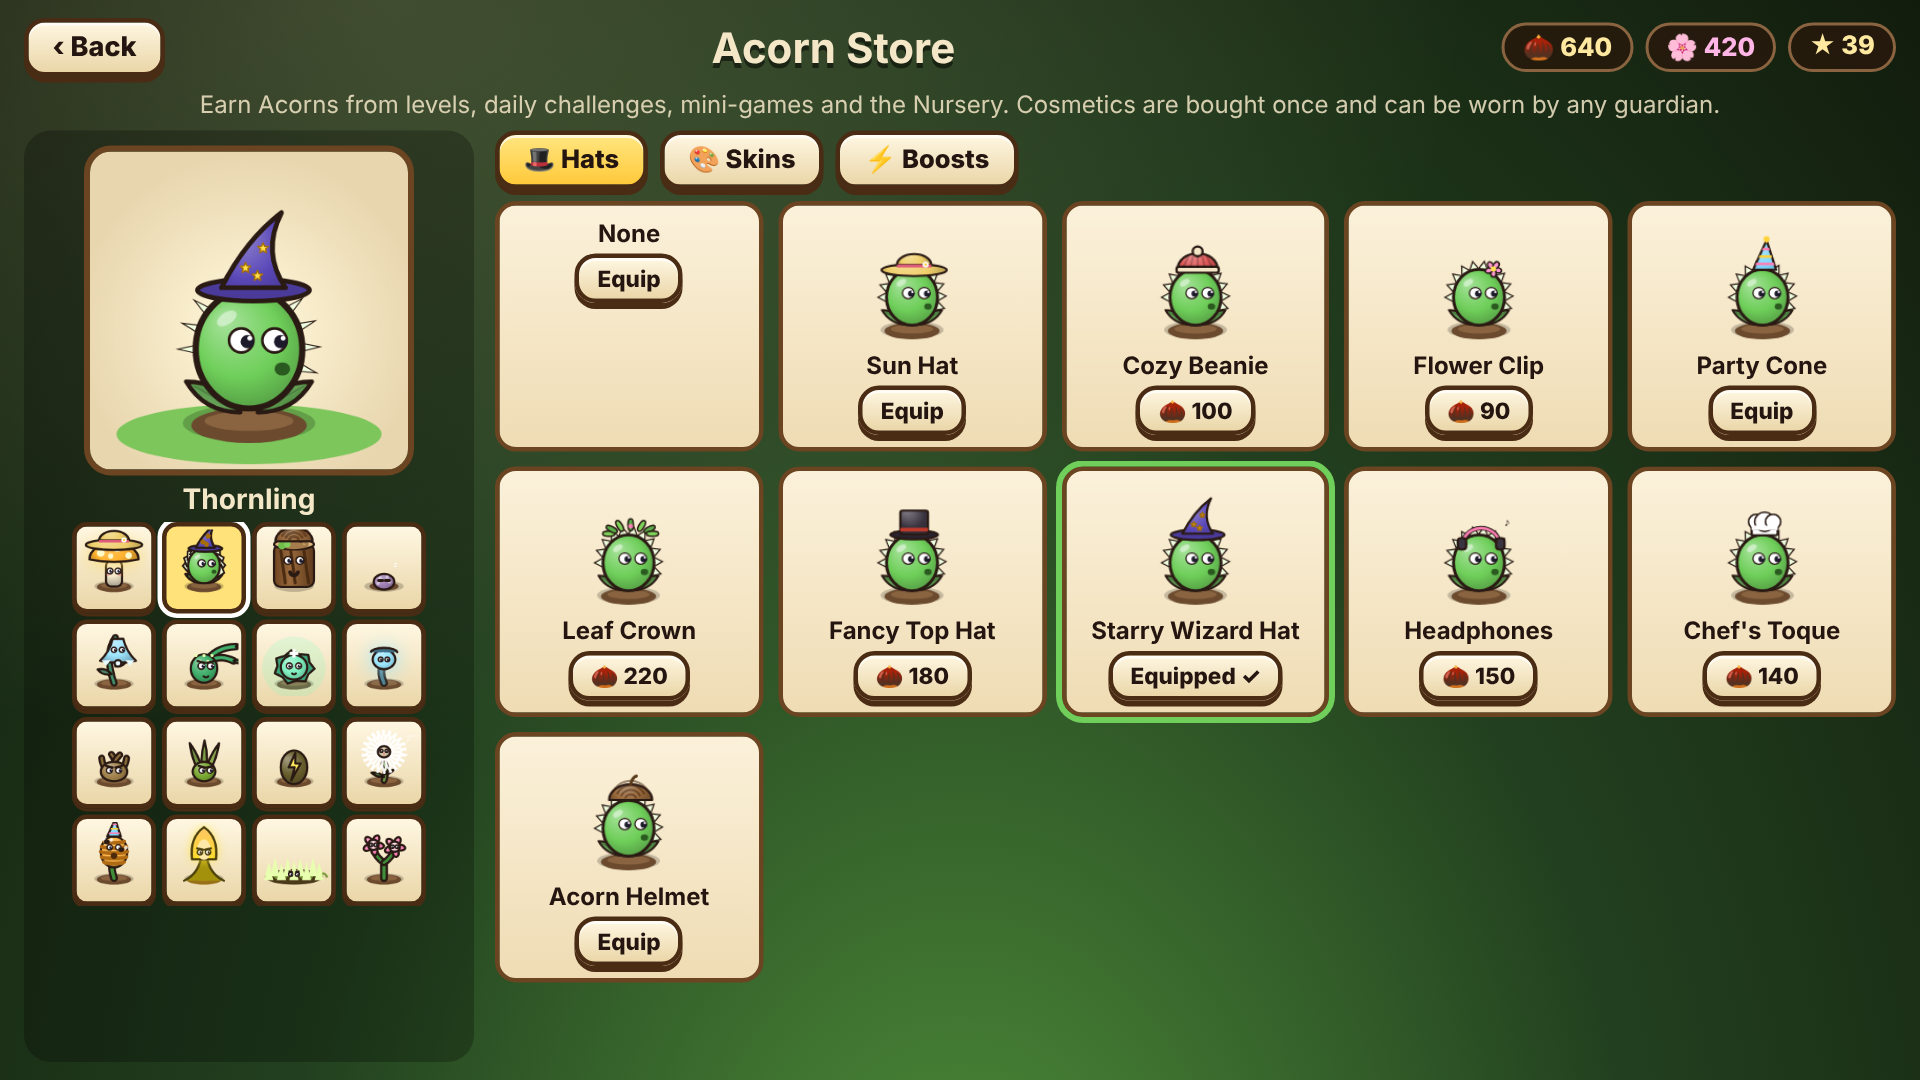 ‹ Back
Acorn Store
640
420
★ 39
Earn Acorns from levels, daily challenges, mini-games and the Nursery. Cosmetics are bought once and can be worn by any guardian.
Thornling
Hats
Skins
Boosts
None
Equip
Sun Hat
Equip
Cozy Beanie
100
Flower Clip
90
Party Cone
Equip
Leaf Crown
220
Fancy Top Hat
180
Starry Wizard Hat
Equipped ✓
Headphones
150
Chef's Toque
140
Acorn Helmet
Equip